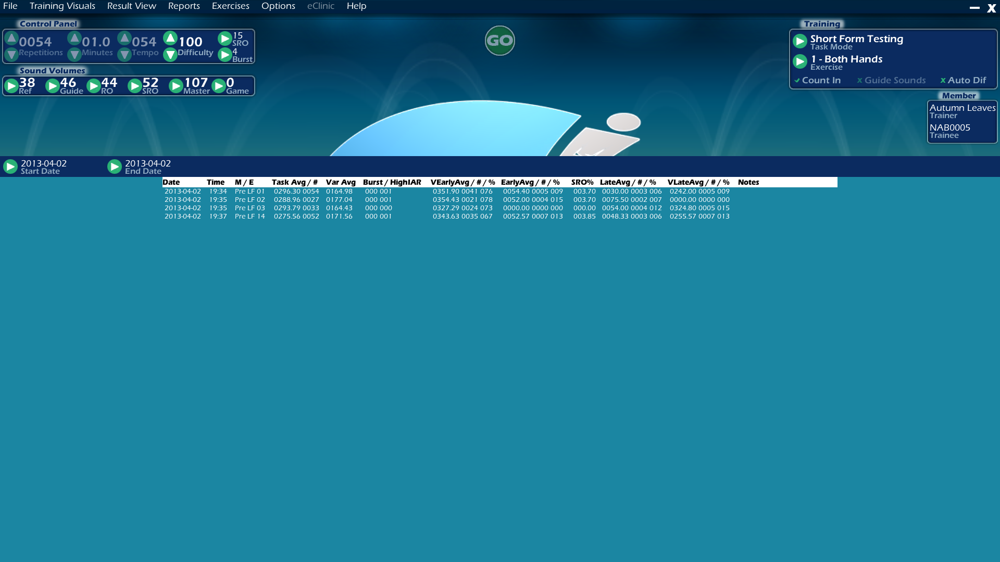 File Training Visuals Result View Reports Exercises Options eClinic Help
Control Panel
0054 Repetitions
01.0 Minutes
054 Tempo
100 Difficulty
15 SRO
4 Burst
Sound Volumes
38 Ref
46 Guide
44 RO
52 SRO
107 Master
0 Game
GO
Training
Short Form Testing
Task Mode
1 - Both Hands
Exercise
Count In x Guide Sounds x Auto Dif
Member
Autumn Leaves
Trainer
NAB0005
Trainee
2013-04-02
Start Date
2013-04-02
End Date
Date Time M / E Task Avg / # Var Avg Burst / HighIAR VEarlyAvg / # / % EarlyAvg / # / % SRO% LateAvg / # / % VLateAvg / # / % Notes
2013-04-02 19:34 Pre LF 01 0296.30 0054 0164.98 000 001 0351.90 0041 076 0054.40 0005 009 003.70 0030.00 0003 006 0242.00 0005 009
2013-04-02 19:35 Pre LF 02 0288.96 0027 0177.04 000 001 0354.43 0021 078 0052.00 0004 015 003.70 0075.50 0002 007 0000.00 0000 000
2013-04-02 19:35 Pre LF 03 0293.79 0033 0164.43 000 000 0327.29 0024 073 0000.00 0000 000 000.00 0054.00 0004 012 0324.80 0005 015
2013-04-02 19:37 Pre LF 14 0275.56 0052 0171.56 000 001 0343.63 0035 067 0052.57 0007 013 003.85 0048.33 0003 006 0255.57 0007 013